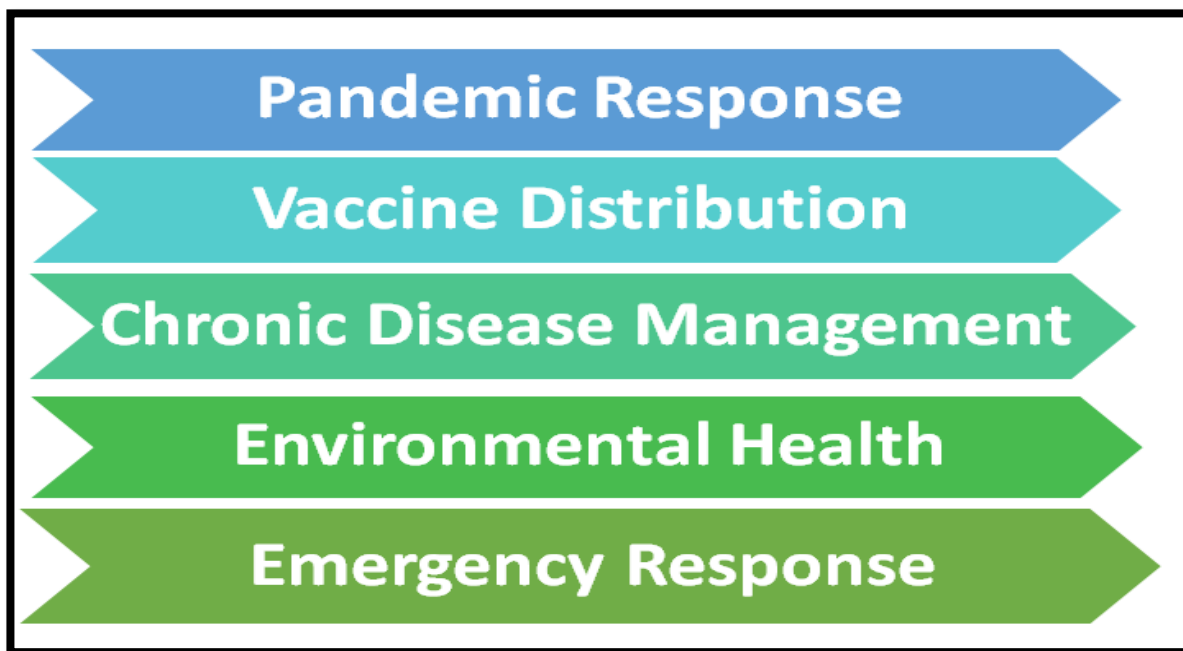 Pandemic Response
Vaccine Distribution
Chronic Disease Management
Environmental Health
Emergency Response